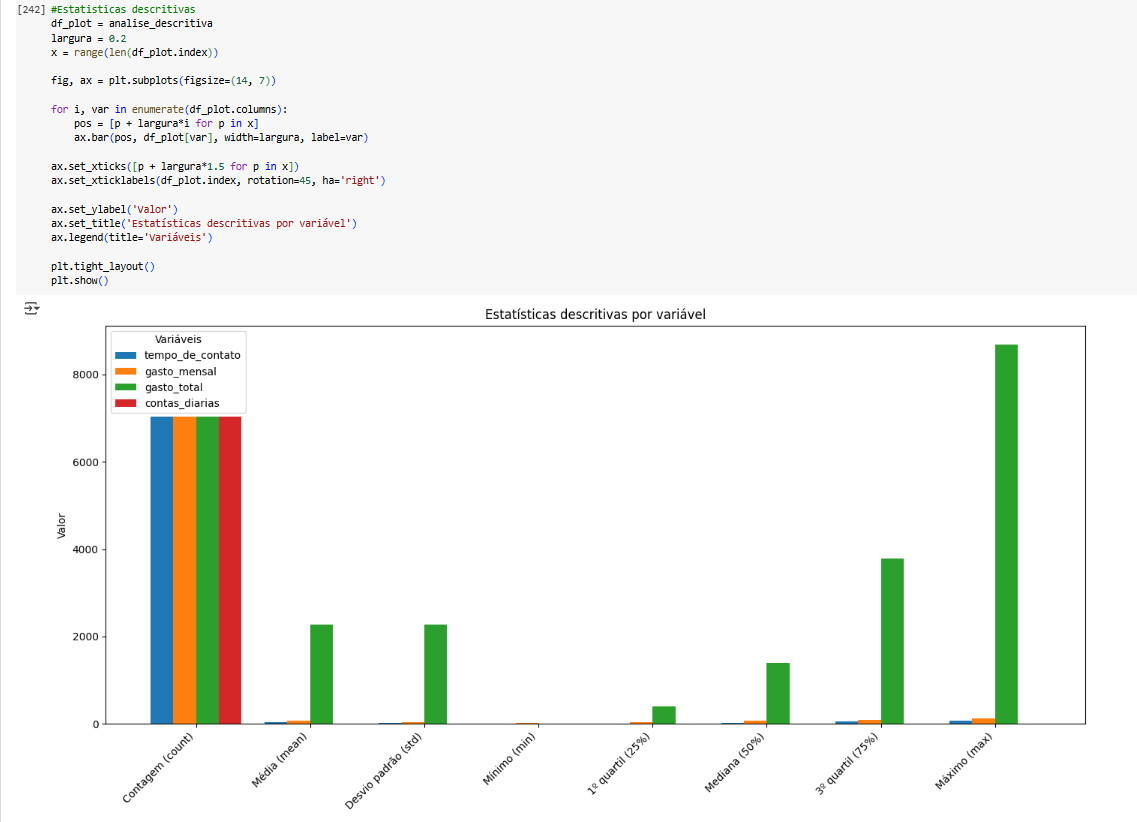 [242] #Estatisticas descritivas
df_plot = analise_descritiva
largura = 0.2
x = range(len(df_plot.index))
fig, ax = plt.subplots(figsize=(14, 7))
for i, var in enumerate(df_plot.columns):
    pos = [p + largura*i for p in x]
    ax.bar(pos, df_plot[var], width=largura, label=var)
ax.set_xticks([p + largura*1.5 for p in x])
ax.set_xticklabels(df_plot.index, rotation=45, ha='right')
ax.set_ylabel('Valor')
ax.set_title('Estatísticas descritivas por variável')
ax.legend(title='Variáveis')
plt.tight_layout()
plt.show()
Estatísticas descritivas por variável
Variáveis
tempo_de_contato
gasto_mensal
gasto_total
contas_diarias
8000
6000
4000
2000
0
Valor
Contagem (count)
Média (mean)
Desvio padrão (std)
Mínimo (min)
1º quartil (25%)
Mediana (50%)
3º quartil (75%)
Máximo (max)